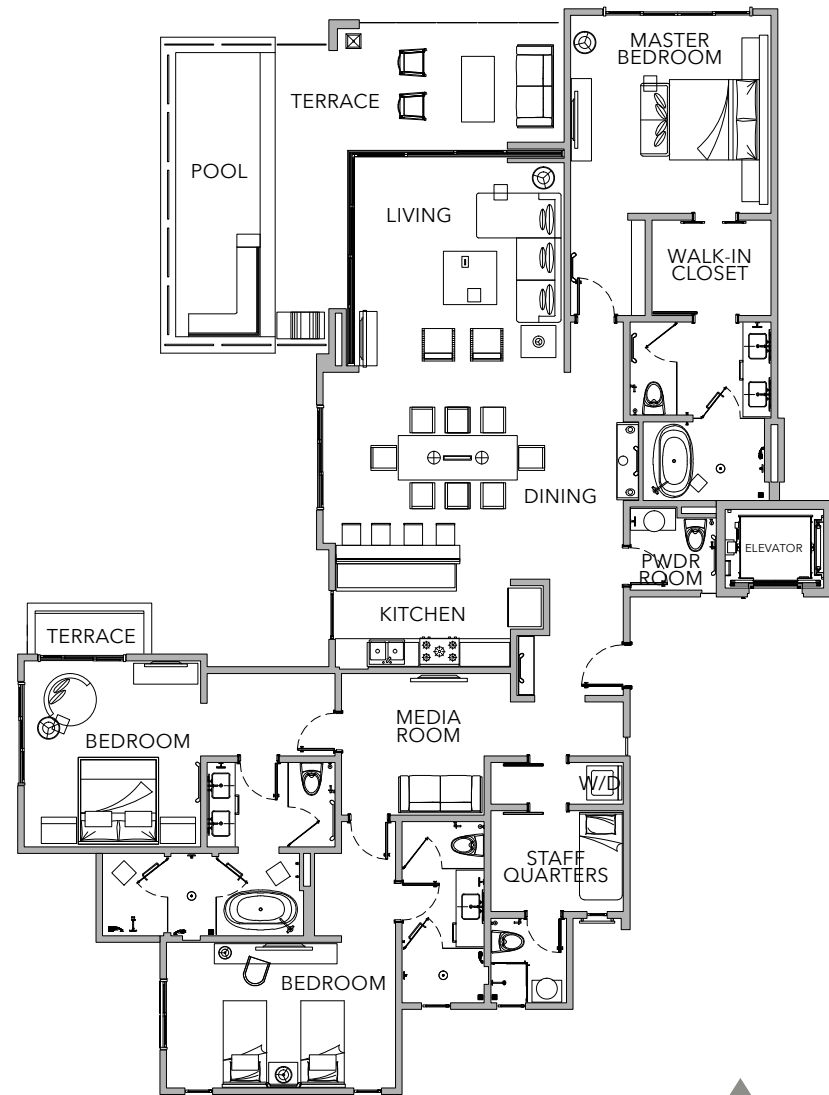 MASTER
BEDROOM
TERRACE
POOL
LIVING
WALK-IN
CLOSET
DINING
ELEVATOR
PWDR
ROOM
KITCHEN
TERRACE
MEDIA
ROOM
BEDROOM
W/D
STAFF
QUARTERS
BEDROOM